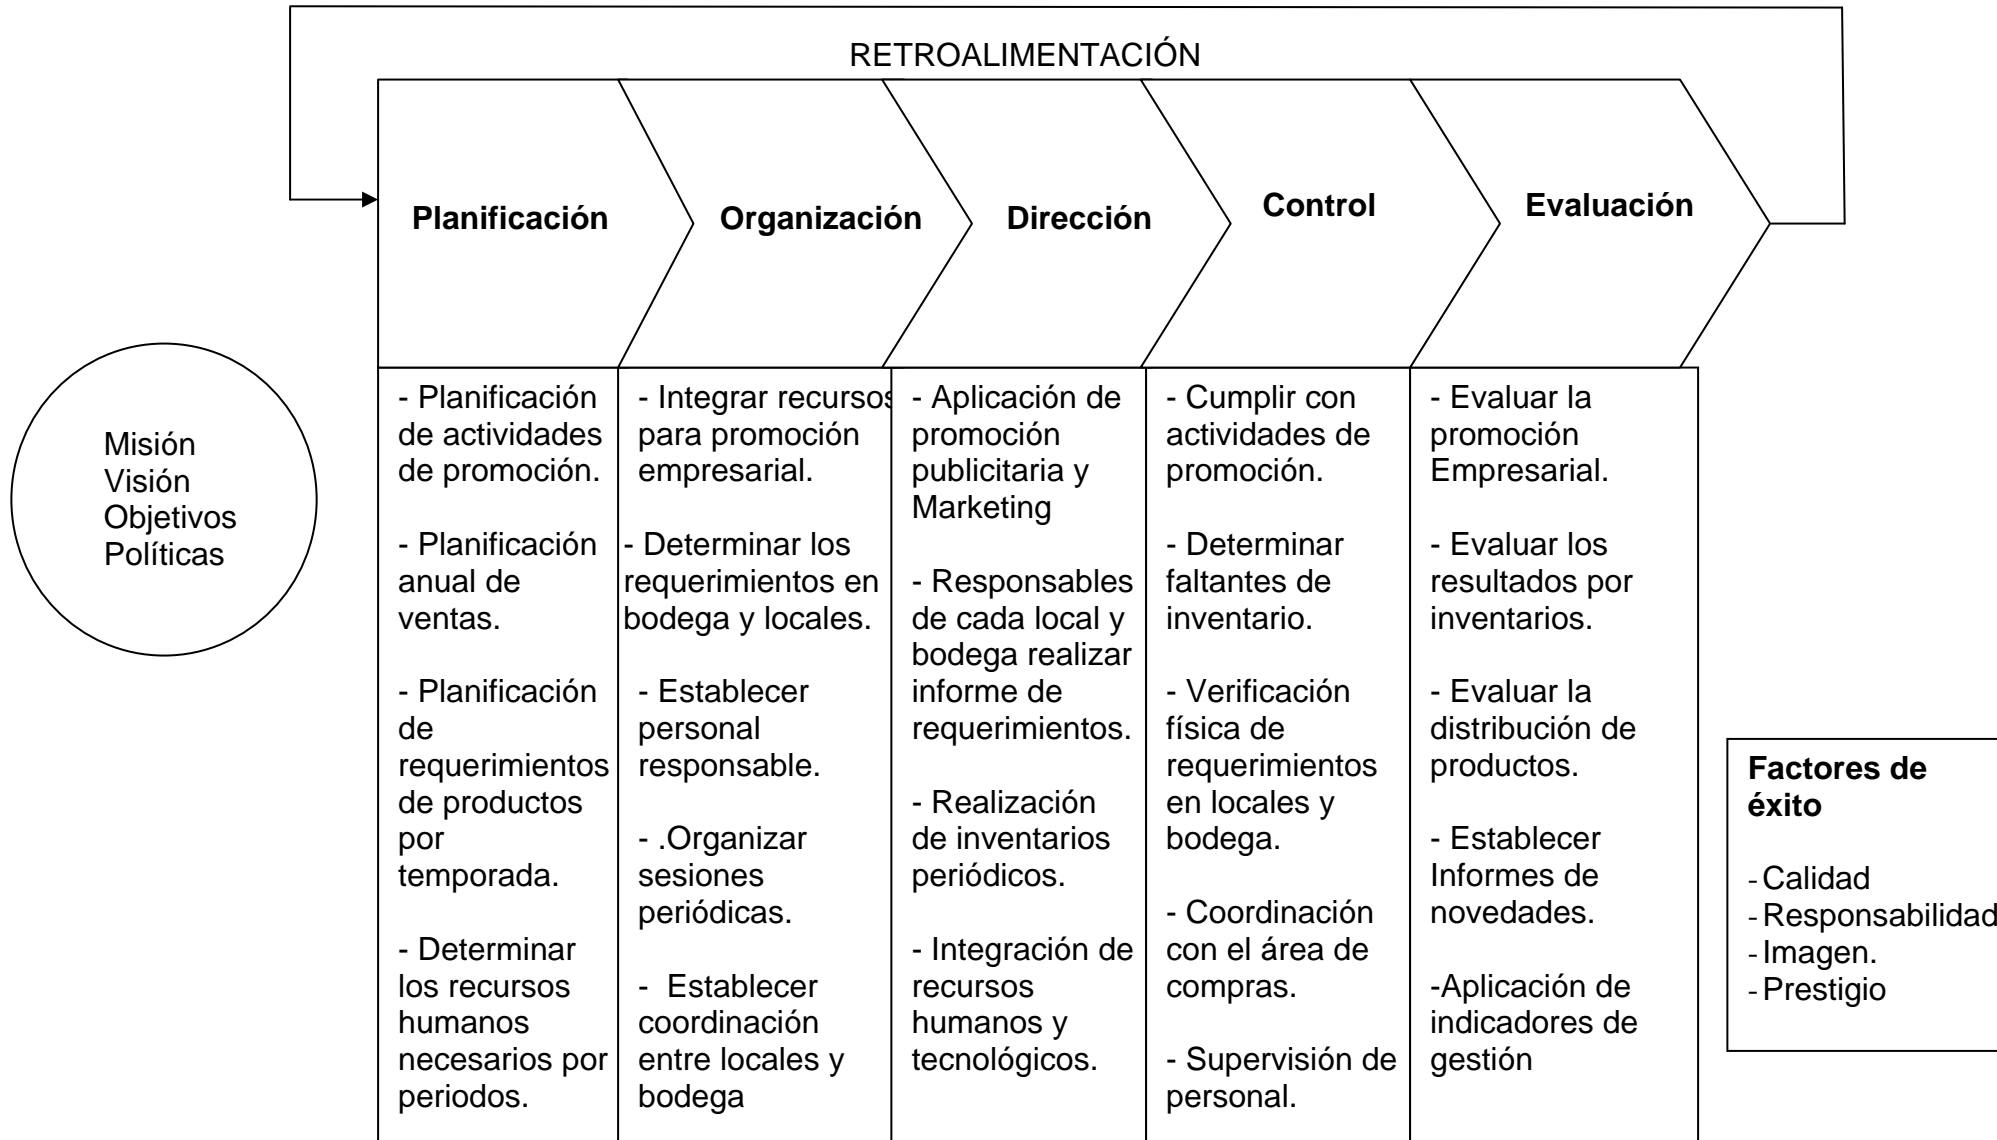 RETROALIMENTACIÓN
Planificación
Organización
Dirección
Control
Evaluación
Misión
Visión
Objetivos
Políticas
- Planificación
de actividades
de promoción.
- Planificación
anual de
ventas.
- Planificación
de
requerimientos
de productos
por
temporada.
- Determinar
los recursos
humanos
necesarios por
periodos.
- Integrar recursos
para promoción
empresarial.
- Determinar los
requerimientos en
bodega y locales.
- Establecer
personal
responsable.
- .Organizar
sesiones
periódicas.
- Establecer
coordinación
entre locales y
bodega
- Aplicación de
promoción
publicitaria y
Marketing
- Responsables
de cada local y
bodega realizar
informe de
requerimientos.
- Realización
de inventarios
periódicos.
- Integración de
recursos
humanos y
tecnológicos.
- Cumplir con
actividades de
promoción.
- Determinar
faltantes de
inventario.
- Verificación
física de
requerimientos
en locales y
bodega.
- Coordinación
con el área de
compras.
- Supervisión de
personal.
- Evaluar la
promoción
Empresarial.
- Evaluar los
resultados por
inventarios.
- Evaluar la
distribución de
productos.
- Establecer
Informes de
novedades.
-Aplicación de
indicadores de
gestión
Factores de
éxito
- Calidad
- Responsabilidad
- Imagen.
- Prestigio